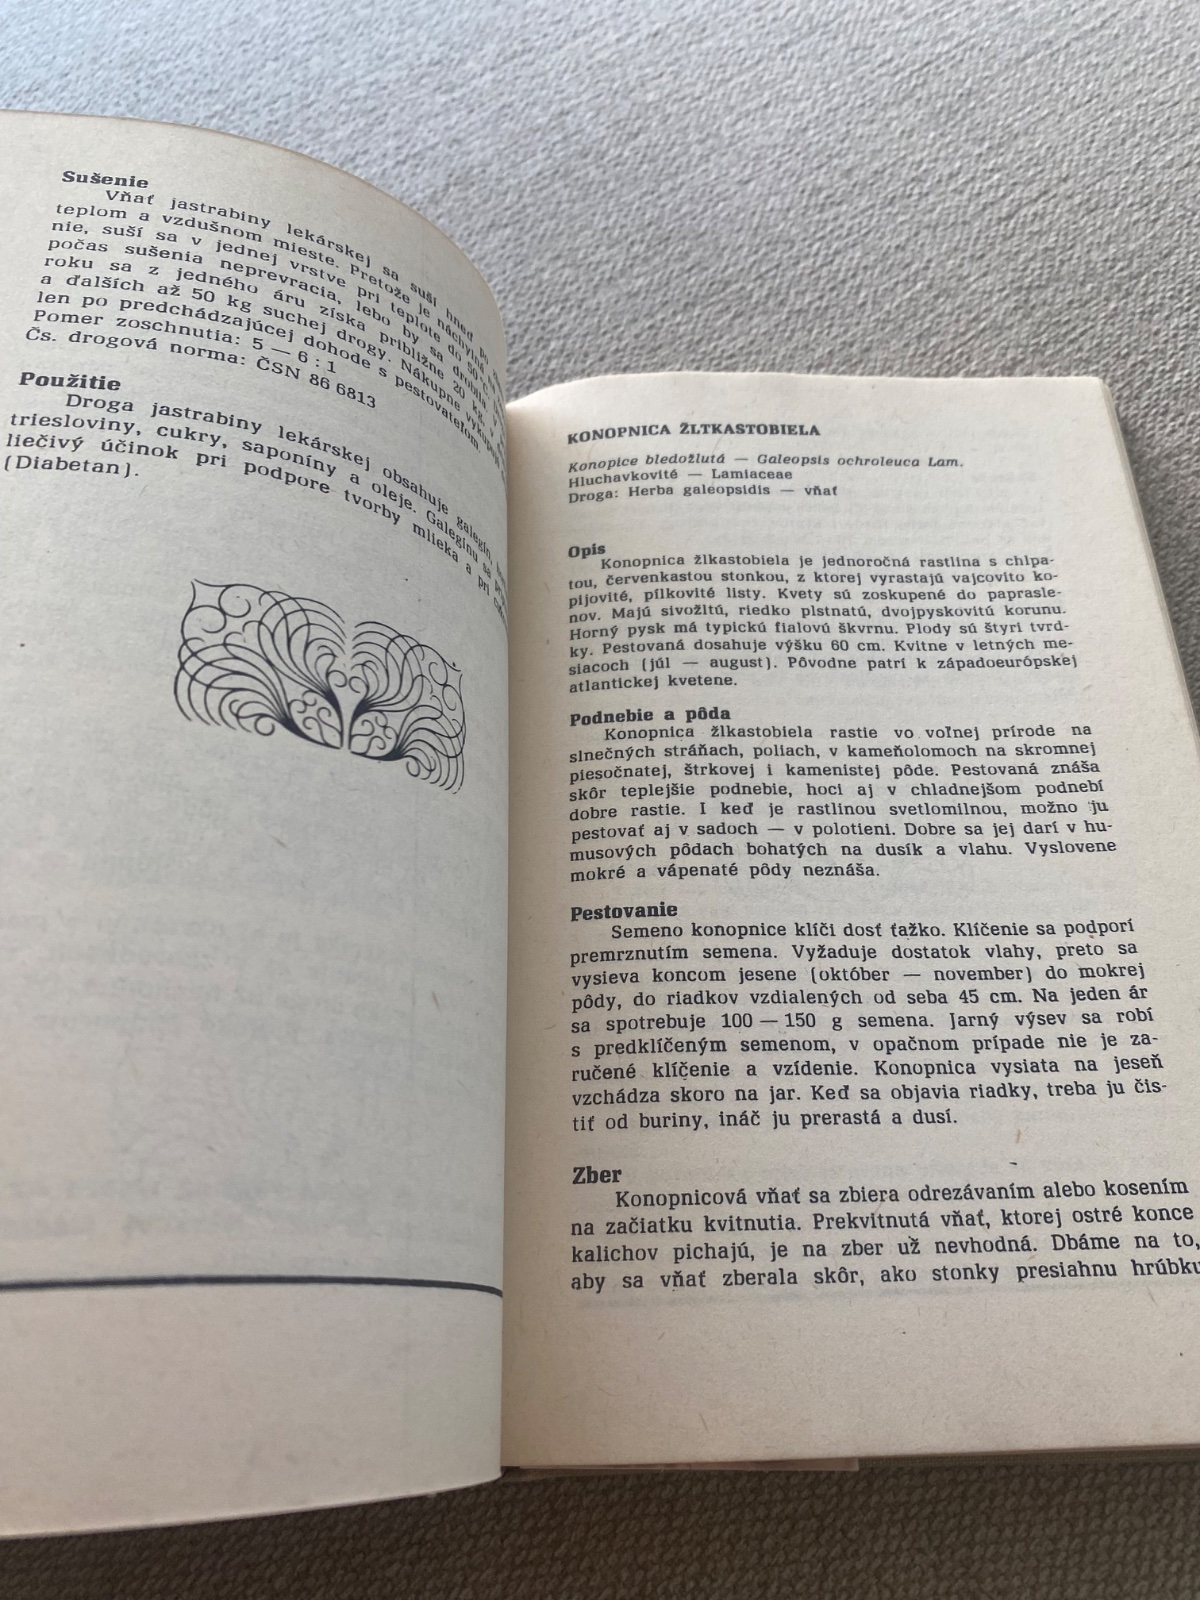 Sušenie
Vňať jastrabiny lekárskej sa suší hneď po
teplom a vzdušnom mieste. Pretože je náchylná na
nie, suší sa v jednej vrstve pri teplote do 50°C
počas sušenia neprevracia, lebo by sa drobila. V
roku sa z jedného áru získa približne 20 kg, v
a ďalších až 50 kg suchej drogy. Nákupne vykupuje
len po predchádzajúcej dohode s pestovateľom.
Pomer zoschnutia: 5 — 6 : 1
Čs. drogová norma: ČSN 86 6813
Použitie
Droga jastrabiny lekárskej obsahuje galegín,
triesloviny, cukry, saponíny a oleje. Galegínu sa
liečivý účinok pri podpore tvorby mlieka a pri
(Diabetan).
KONOPNICA ŽLTKASTOBIELA
Konopice bledožlutá — Galeopsis ochroleuca Lam.
Hluchavkovité — Lamiaceae
Droga: Herba galeopsidis — vňať
Opis
Konopnica žlkastobiela je jednoročná rastlina s chlpa-
tou, červenkastou stonkou, z ktorej vyrastajú vajcovito ko-
pijovité, pílkovité listy. Kvety sú zoskupené do paprasle-
nov. Majú sivožltú, riedko plstnatú, dvojpyskovitú korunu.
Horný pysk má typickú fialovú škvrnu. Plody sú štyri tvrd-
ky. Pestovaná dosahuje výšku 60 cm. Kvitne v letných me-
siacoch (júl — august). Pôvodne patrí k západoeurópskej
atlantickej kvetene.
Podnebie a pôda
Konopnica žlkastobiela rastie vo voľnej prírode na
slnečných stráňach, poliach, v kameňolomoch na skromnej
piesočnatej, štrkovej i kamenistej pôde. Pestovaná znáša
skôr teplejšie podnebie, hoci aj v chladnejšom podnebí
dobre rastie. I keď je rastlinou svetlomilnou, možno ju
pestovať aj v sadoch — v polotieni. Dobre sa jej darí v hu-
musových pôdach bohatých na dusík a vlahu. Vyslovene
mokré a vápenaté pôdy neznáša.
Pestovanie
Semeno konopnice klíči dosť ťažko. Klíčenie sa podporí
premrznutím semena. Vyžaduje dostatok vlahy, preto sa
vysieva koncom jesene (október — november) do mokrej
pôdy, do riadkov vzdialených od seba 45 cm. Na jeden ár
sa spotrebuje 100 — 150 g semena. Jarný výsev sa robí
s predklíčeným semenom, v opačnom prípade nie je za-
ručené klíčenie a vzídenie. Konopnica vysiata na jeseň
vzchádza skoro na jar. Keď sa objavia riadky, treba ju čis-
tiť od buriny, ináč ju prerastá a dusí.
Zber
Konopnicová vňať sa zbiera odrezávaním alebo kosením
na začiatku kvitnutia. Prekvitnutá vňať, ktorej ostré konce
kalichov pichajú, je na zber už nevhodná. Dbáme na to,
aby sa vňať zberala skôr, ako stonky presiahnu hrúbku